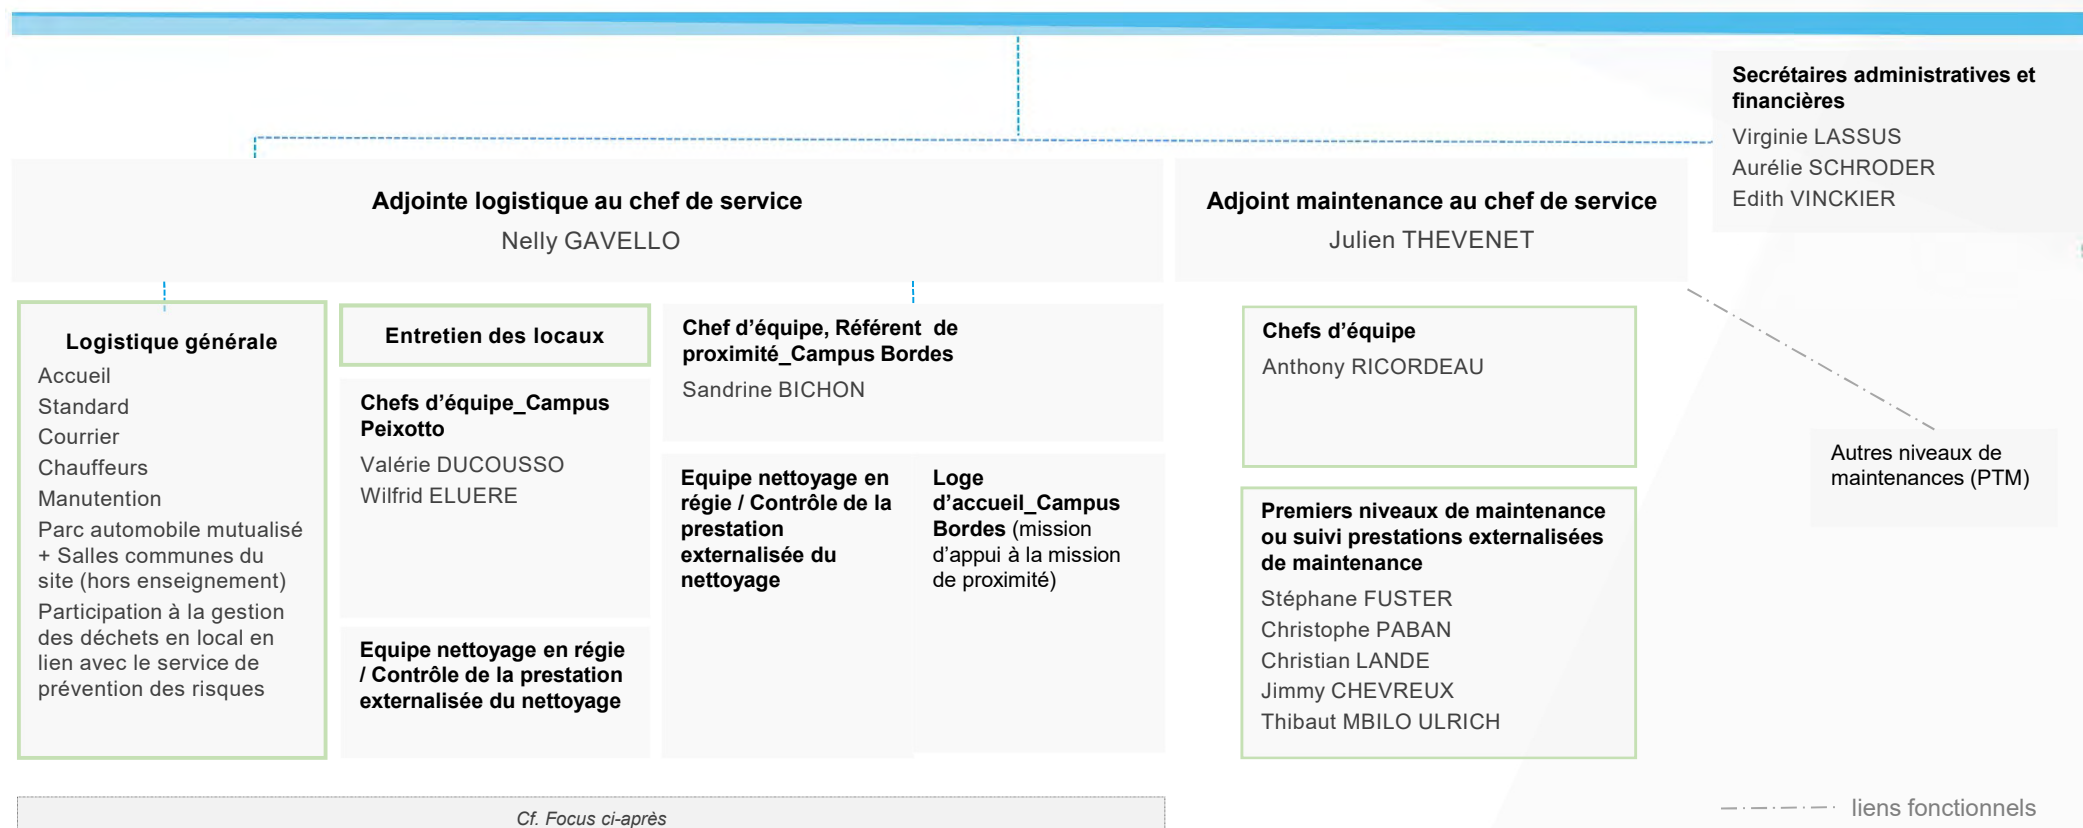 Secrétaires administratives et
financières
Virginie LASSUS
Aurélie SCHRODER
Edith VINCKIER
Adjointe logistique au chef de service
Nelly GAVELLO
Adjoint maintenance au chef de service
Julien THEVENET
Logistique générale
Accueil
Standard
Courrier
Chauffeurs
Manutention
Parc automobile mutualisé
+ Salles communes du
site (hors enseignement)
Participation à la gestion
des déchets en local en
lien avec le service de
prévention des risques
Entretien des locaux
Chefs d’équipe_Campus
Peixotto
Valérie DUCOUSSO
Wilfrid ELUERE
Equipe nettoyage en régie
/ Contrôle de la prestation
externalisée du nettoyage
Chef d’équipe, Référent de
proximité_Campus Bordes
Sandrine BICHON
Equipe nettoyage en
régie / Contrôle de la
prestation
externalisée du
nettoyage
Loge
d’accueil_Campus
Bordes (mission
d’appui à la mission
de proximité)
Chefs d’équipe
Anthony RICORDEAU
Premiers niveaux de maintenance
ou suivi prestations externalisées
de maintenance
Stéphane FUSTER
Christophe PABAN
Christian LANDE
Jimmy CHEVREUX
Thibaut MBILO ULRICH
Autres niveaux de
maintenances (PTM)
Cf. Focus ci-après
liens fonctionnels